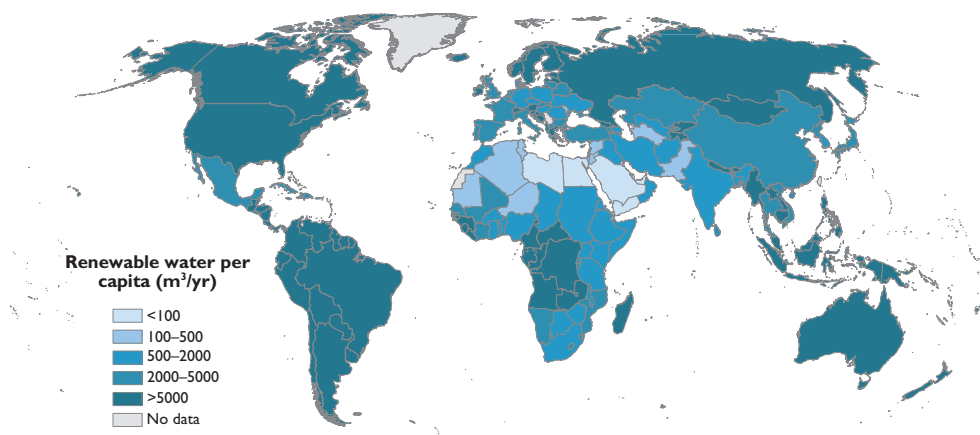 Renewable water per
capita (m³/yr)
<100
100–500
500–2000
2000–5000
>5000
No data